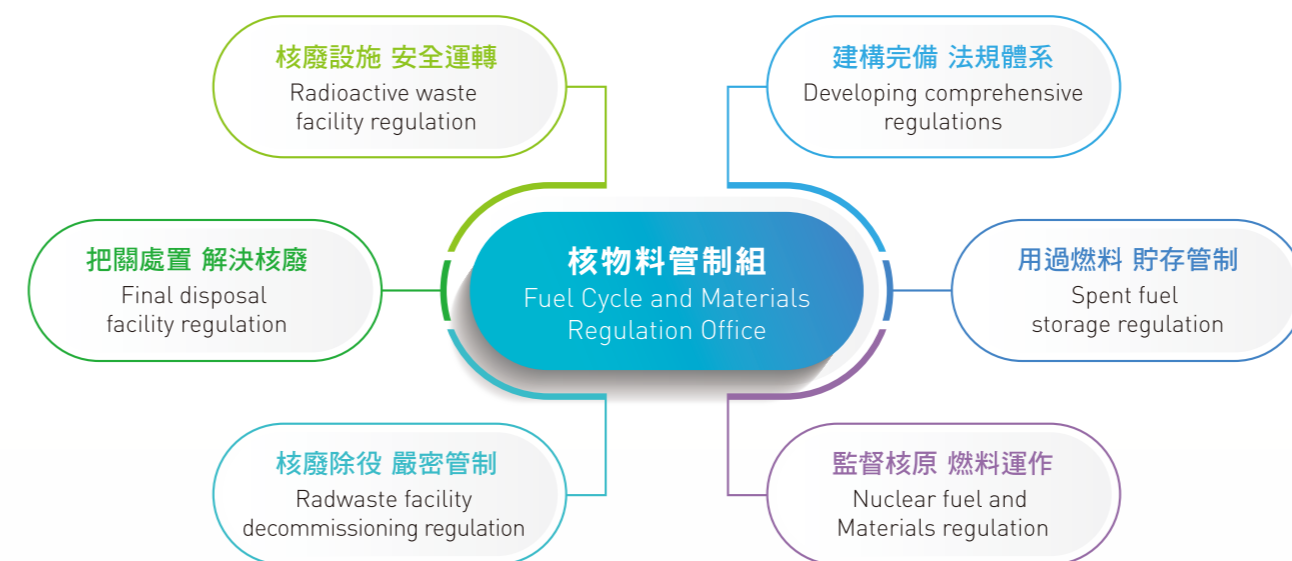 核廢設施 安全運轉
Radioactive waste
facility regulation
建構完備 法規體系
Developing comprehensive
regulations
把關處置 解決核廢
Final disposal
facility regulation
核物料管制組
Fuel Cycle and Materials
Regulation Office
用過燃料 貯存管制
Spent fuel
storage regulation
核廢除役 嚴密管制
Radwaste facility
decommissioning regulation
監督核原 燃料運作
Nuclear fuel and
Materials regulation